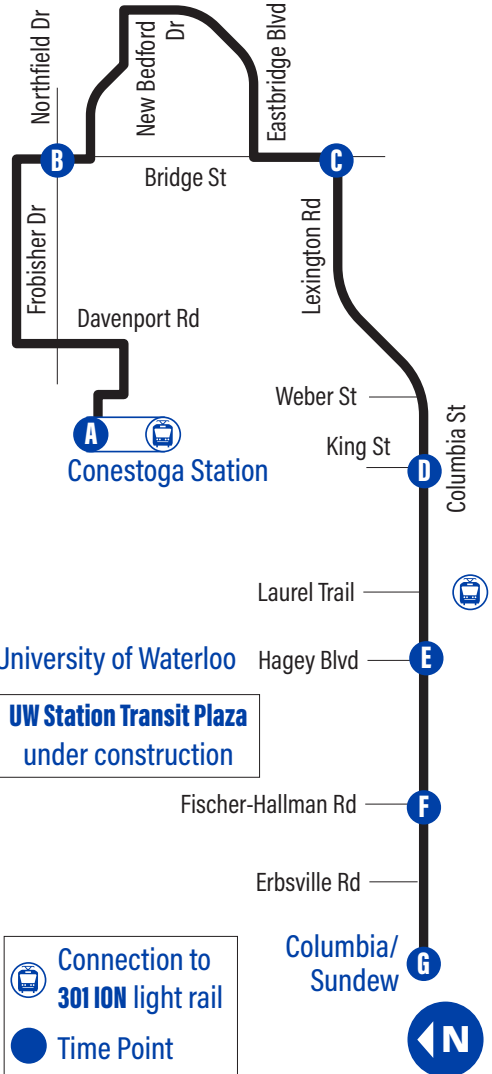 Northfield Dr
New Bedford
Dr
Eastbridge Blvd
B
C
Bridge St
Frobisher Dr
Lexington Rd
Davenport Rd
Weber St
A
Conestoga Station
King St
D
Columbia St
Laurel Trail
University of Waterloo
Hagey Blvd
E
UW Station Transit Plaza
under construction
Fischer-Hallman Rd
F
Erbsville Rd
Columbia/
Sundew
G
Connection to
301 ION light rail
Time Point
N